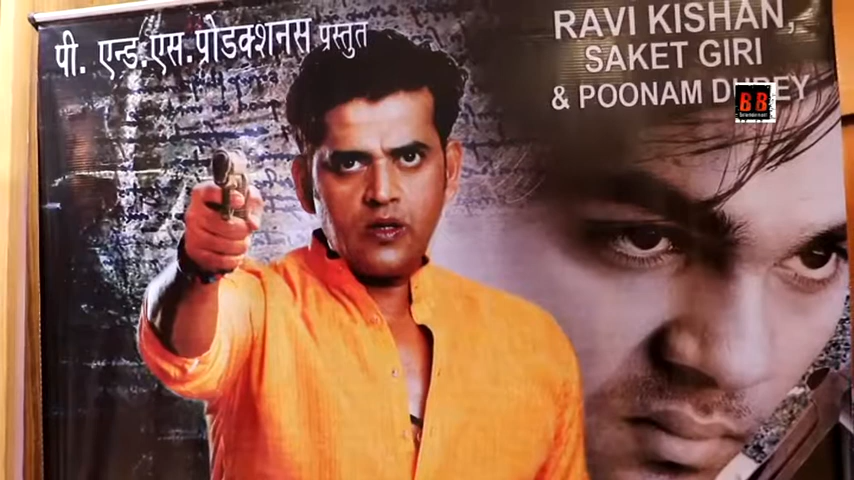 पी. एन्ड.एस.प्रोडक्शनस प्रस्तुत
RAVI KISHAN,
SAKET GIRI
& POONAM DUBEY
BB